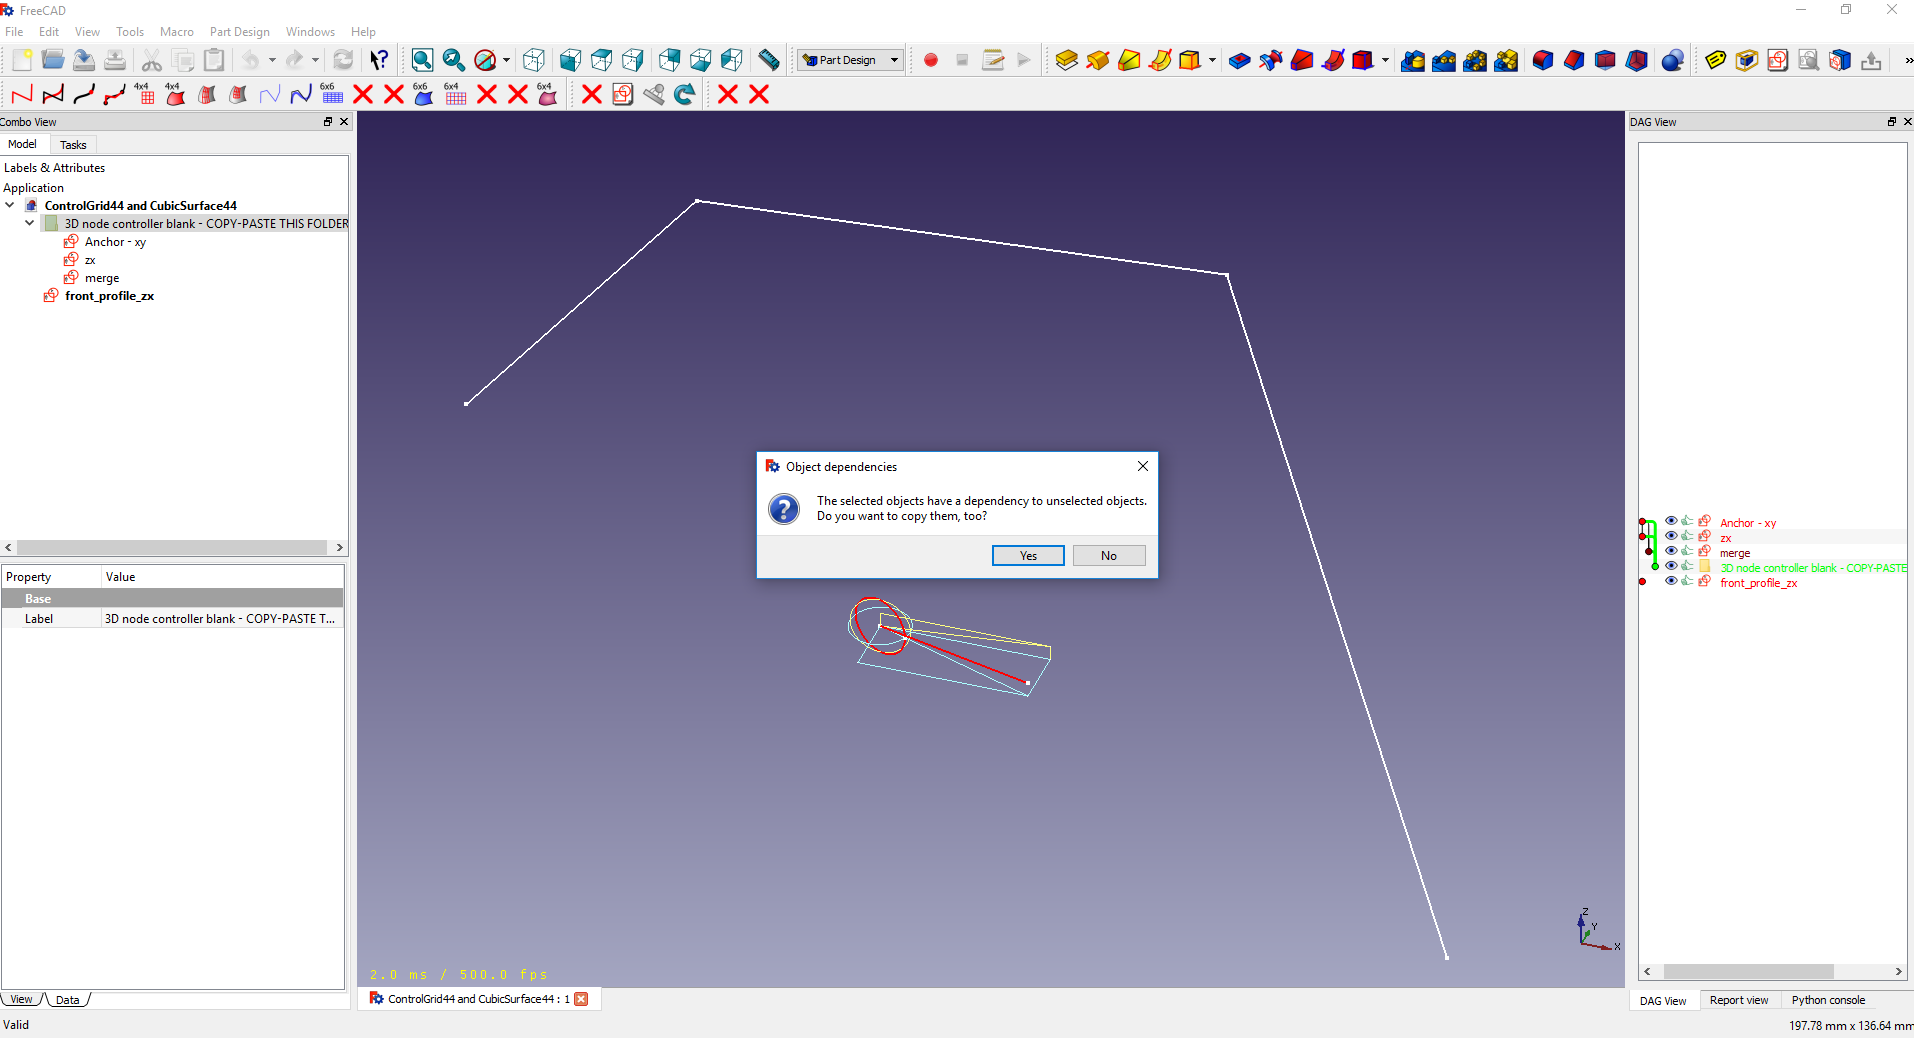 FreeCAD
File Edit View Tools Macro Part Design Windows Help
Part Design
»
4x4 4x4 6x6 6x6 6x4 6x4
Combo View
Model Tasks
Labels & Attributes
Application
ControlGrid44 and CubicSurface44
3D node controller blank - COPY-PASTE THIS FOLDER
Anchor - xy
zx
merge
front_profile_zx
Property Value
Base
Label 3D node controller blank - COPY-PASTE T...
View Data
Valid
Object dependencies
The selected objects have a dependency to unselected objects.
Do you want to copy them, too?
Yes No
Z
Y
X
2.0 ms / 500.0 fps
ControlGrid44 and CubicSurface44 : 1
DAG View
Anchor - xy
zx
merge
3D node controller blank - COPY-PASTE
front_profile_zx
DAG View Report view Python console
197.78 mm x 136.64 mm